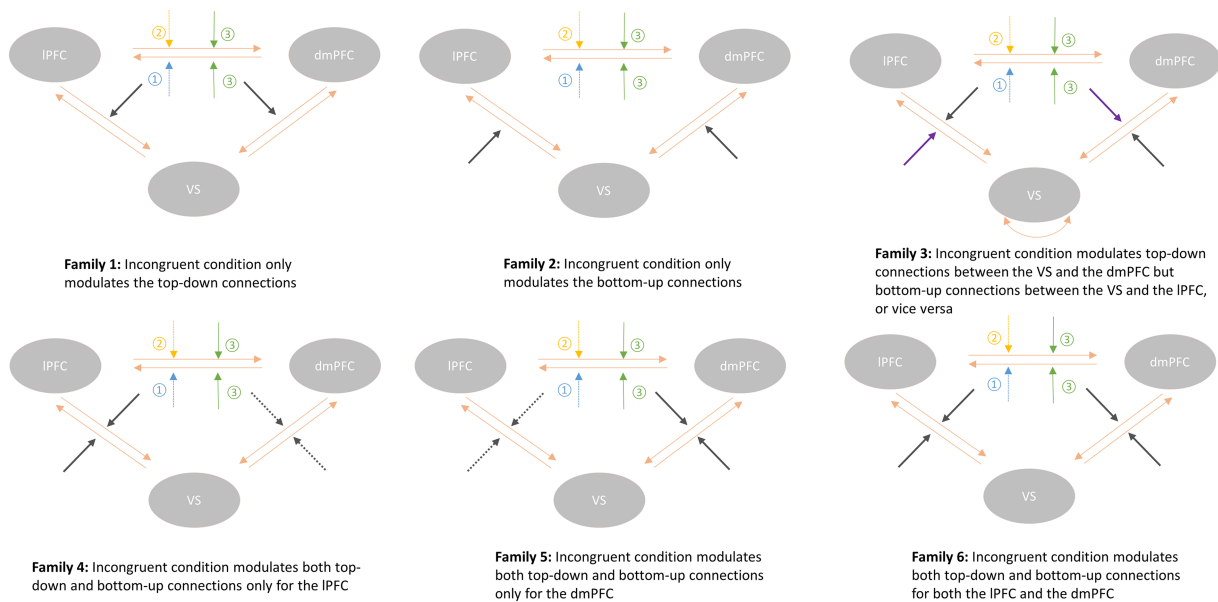 ②
③
lPFC
dmPFC
①
③
VS
Family 1: Incongruent condition only
modulates the top-down connections
②
③
lPFC
dmPFC
①
③
VS
Family 2: Incongruent condition only
modulates the bottom-up connections
②
③
lPFC
dmPFC
①
③
VS
Family 3: Incongruent condition modulates top-down
connections between the VS and the dmPFC but
bottom-up connections between the VS and the lPFC,
or vice versa
②
③
lPFC
dmPFC
①
③
VS
Family 4: Incongruent condition modulates both top-
down and bottom-up connections only for the lPFC
②
③
lPFC
dmPFC
①
③
VS
Family 5: Incongruent condition modulates
both top-down and bottom-up connections
only for the dmPFC
②
③
lPFC
dmPFC
①
③
VS
Family 6: Incongruent condition modulates
both top-down and bottom-up connections
for both the lPFC and the dmPFC